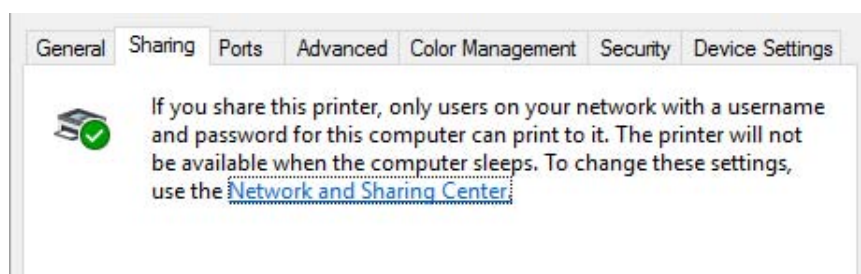 General Sharing Ports Advanced Color Management Security Device Settings
If you share this printer, only users on your network with a username
and password for this computer can print to it. The printer will not
be available when the computer sleeps. To change these settings,
use the Network and Sharing Center.